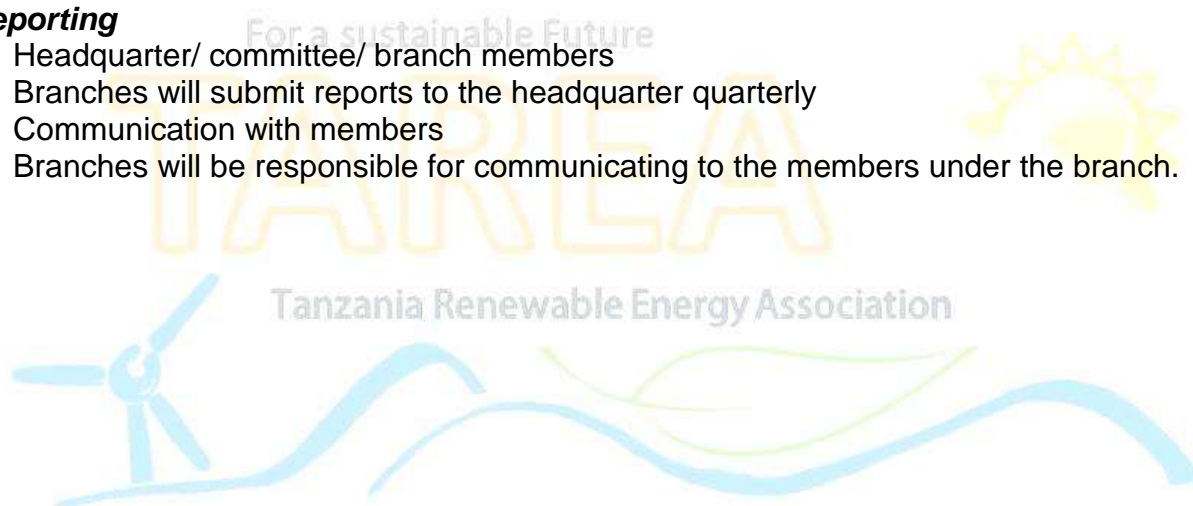 eporting
For a sustainable Future
Headquarter/ committee/ branch members
Branches will submit reports to the headquarter quarterly
Communication with members
Branches will be responsible for communicating to the members under the branch.
TAREA
Tanzania Renewable Energy Association